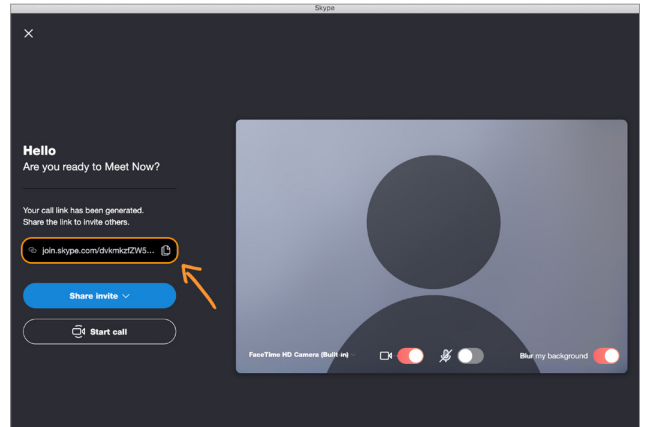 Skype
Hello
Are you ready to Meet Now?
Your call link has been generated.
Share the link to invite others.
join.skype.com/dvkmkzfZW5...
Share invite
Start call
FaceTime HD Camera (Built-in)
Blur my background